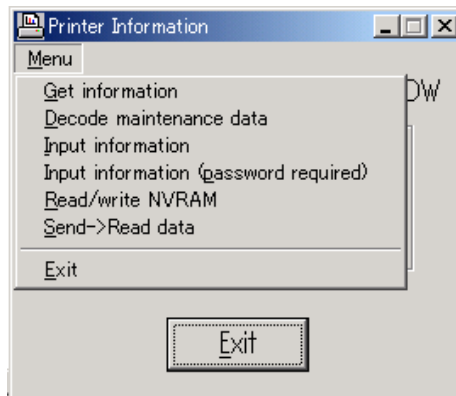 Printer Information
Menu
Get information
DW
Decode maintenance data
Input information
Input information (password required)
Read/write NVRAM
Send->Read data
Exit
Exit